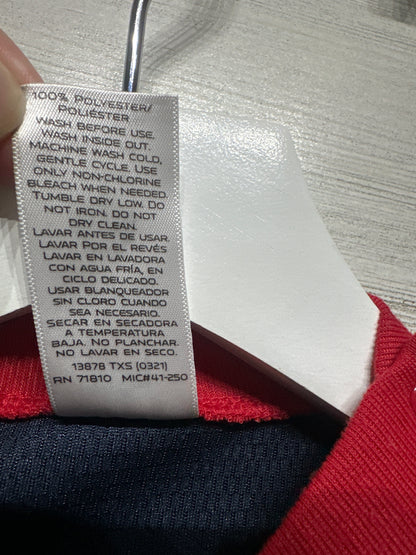 100% POLYESTER/
POLIÉSTER
WASH BEFORE USE.
WASH INSIDE OUT.
MACHINE WASH COLD,
GENTLE CYCLE. USE
ONLY NON-CHLORINE
BLEACH WHEN NEEDED.
TUMBLE DRY LOW. DO
NOT IRON. DO NOT
DRY CLEAN.
LAVAR ANTES DE USAR.
LAVAR POR EL REVÉS
LAVAR EN LAVADORA
CON AGUA FRÍA, EN
CICLO DELICADO.
USAR BLANQUEADOR
SIN CLORO CUANDO
SEA NECESARIO.
SECAR EN SECADORA
A TEMPERATURA
BAJA. NO PLANCHAR.
NO LAVAR EN SECO.
13878 TXS (0321)
RN 71810 MIC#41-250